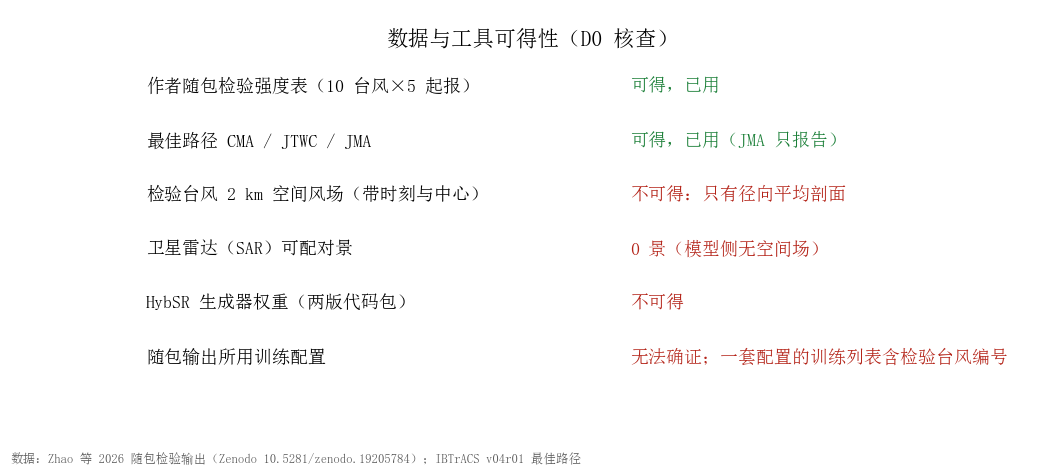 数据与工具可得性（D0 核查）
作者随包检验强度表（10 台风×5 起报） 可得，已用
最佳路径 CMA / JTWC / JMA 可得，已用（JMA 只报告）
检验台风 2 km 空间风场（带时刻与中心） 不可得：只有径向平均剖面
卫星雷达（SAR）可配对景 0 景（模型侧无空间场）
HybSR 生成器权重（两版代码包） 不可得
随包输出所用训练配置 无法确证；一套配置的训练列表含检验台风编号
数据：Zhao 等 2026 随包检验输出（Zenodo 10.5281/zenodo.19205784）；IBTrACS v04r01 最佳路径